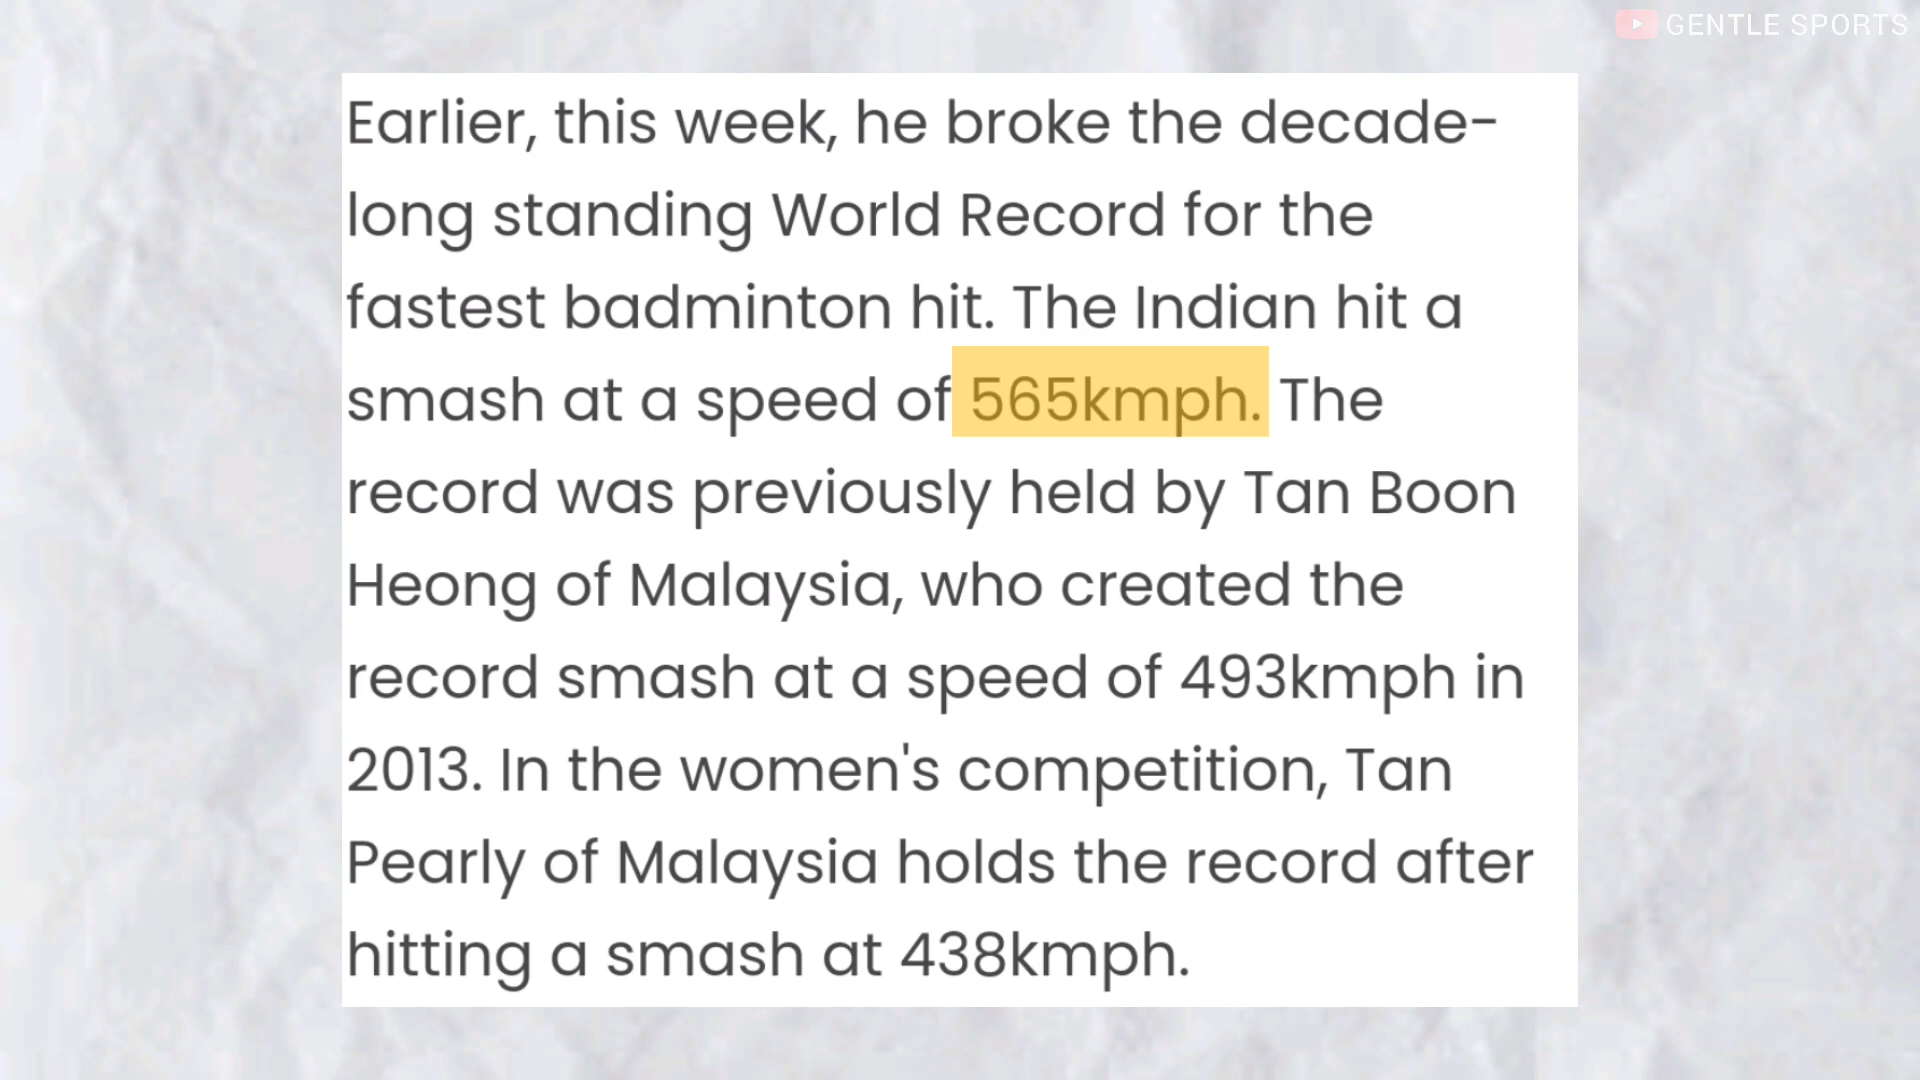 GENTLE SPORTS
Earlier, this week, he broke the decade-
long standing World Record for the
fastest badminton hit. The Indian hit a
smash at a speed of 565kmph. The
record was previously held by Tan Boon
Heong of Malaysia, who created the
record smash at a speed of 493kmph in
2013. In the women's competition, Tan
Pearly of Malaysia holds the record after
hitting a smash at 438kmph.